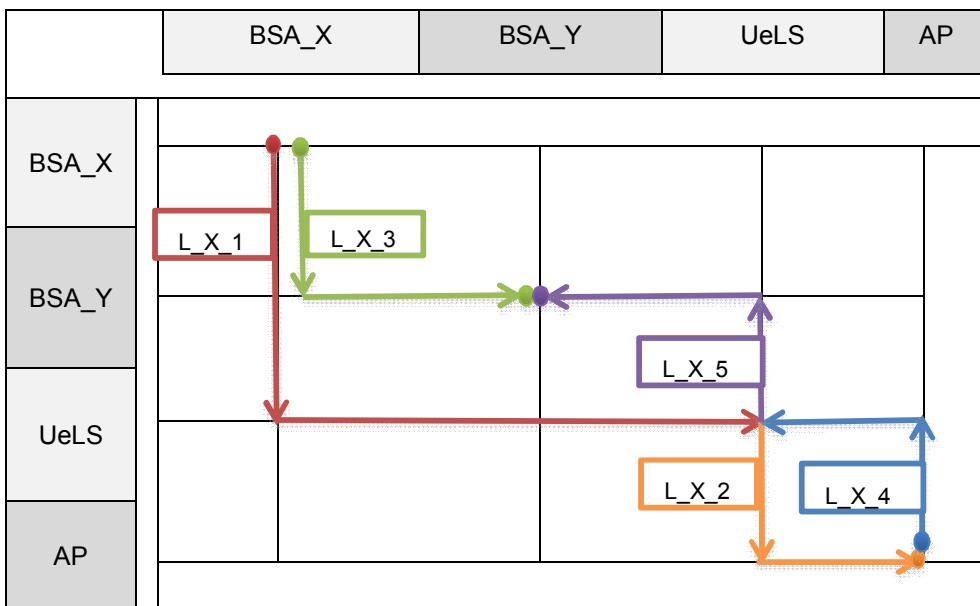 BSA_X BSA_Y UeLS AP
BSA_X
L_X_1 L_X_3
BSA_Y
L_X_5
UeLS
L_X_2 L_X_4
AP